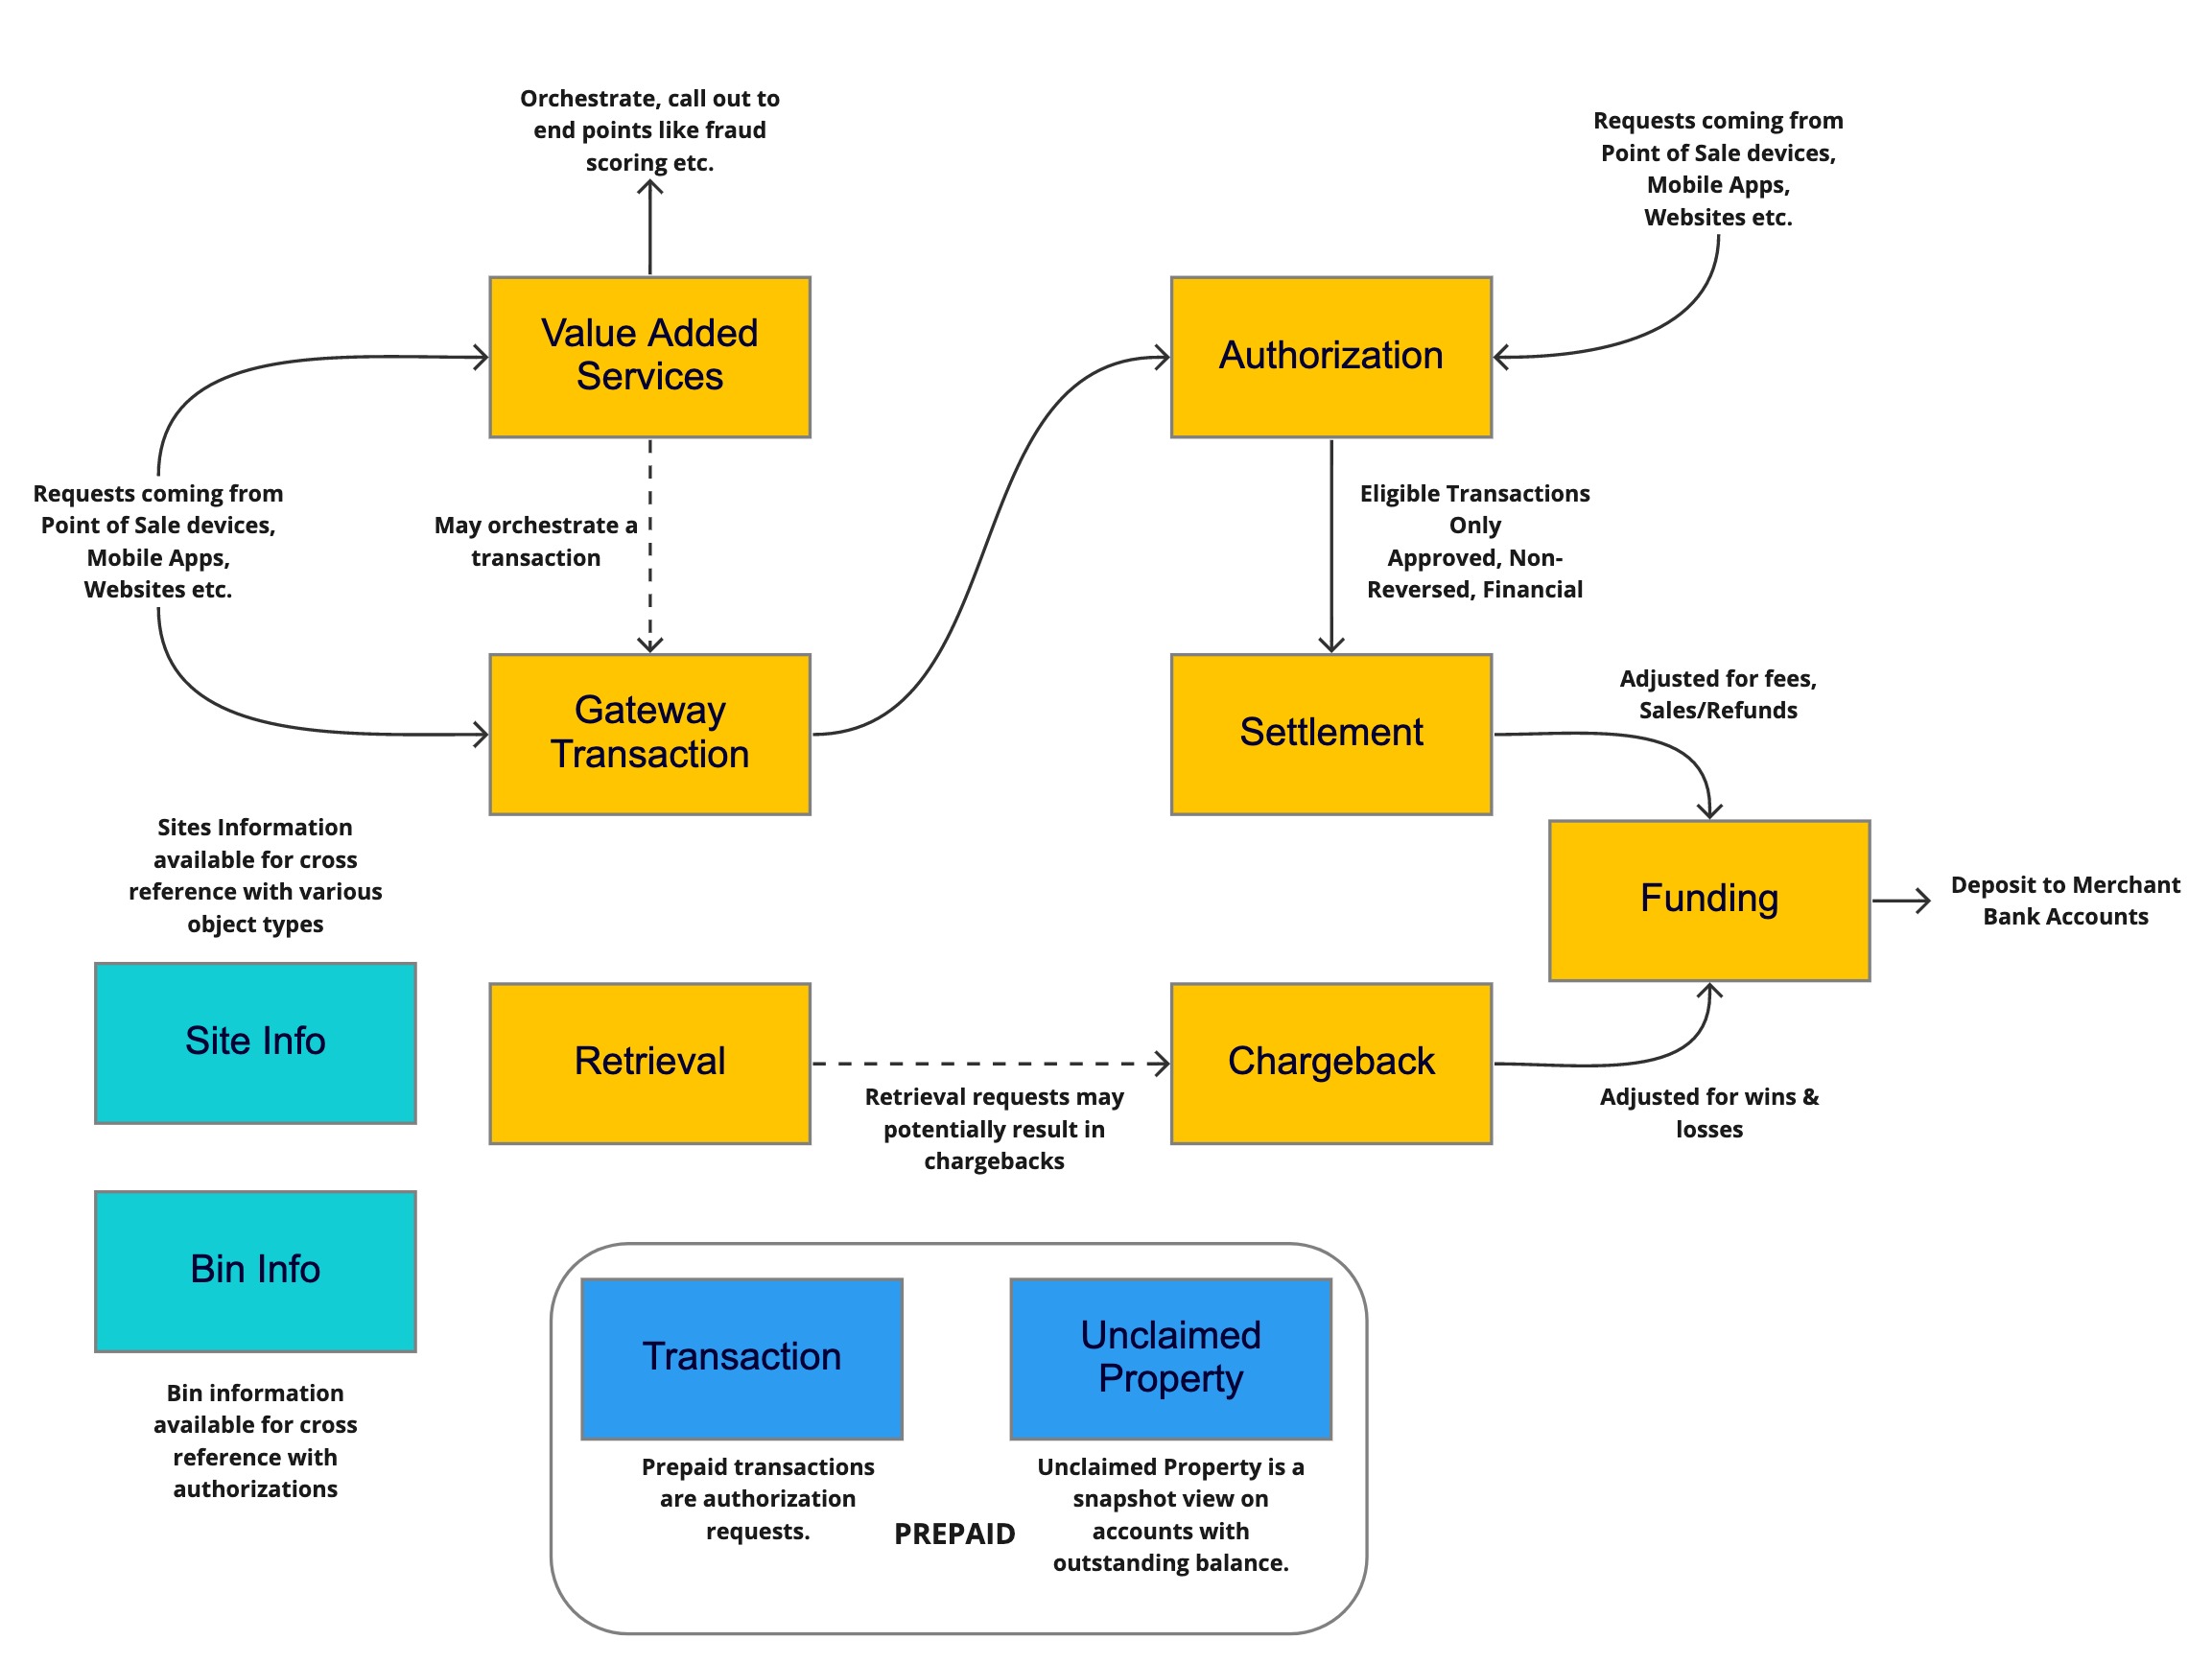 Orchestrate, call out to
end points like fraud
scoring etc.
Requests coming from
Point of Sale devices,
Mobile Apps,
Websites etc.
Value Added
Services
Authorization
Requests coming from
Point of Sale devices,
Mobile Apps,
Websites etc.
May orchestrate a
transaction
Eligible Transactions
Only
Approved, Non-
Reversed, Financial
Gateway
Transaction
Settlement
Adjusted for fees,
Sales/Refunds
Sites Information
available for cross
reference with various
object types
Funding
Deposit to Merchant
Bank Accounts
Site Info
Retrieval
Retrieval requests may
potentially result in
chargebacks
Chargeback
Adjusted for wins &
losses
Bin Info
Bin information
available for cross
reference with
authorizations
Transaction
Unclaimed
Property
Prepaid transactions
are authorization
requests.
PREPAID
Unclaimed Property is a
snapshot view on
accounts with
outstanding balance.